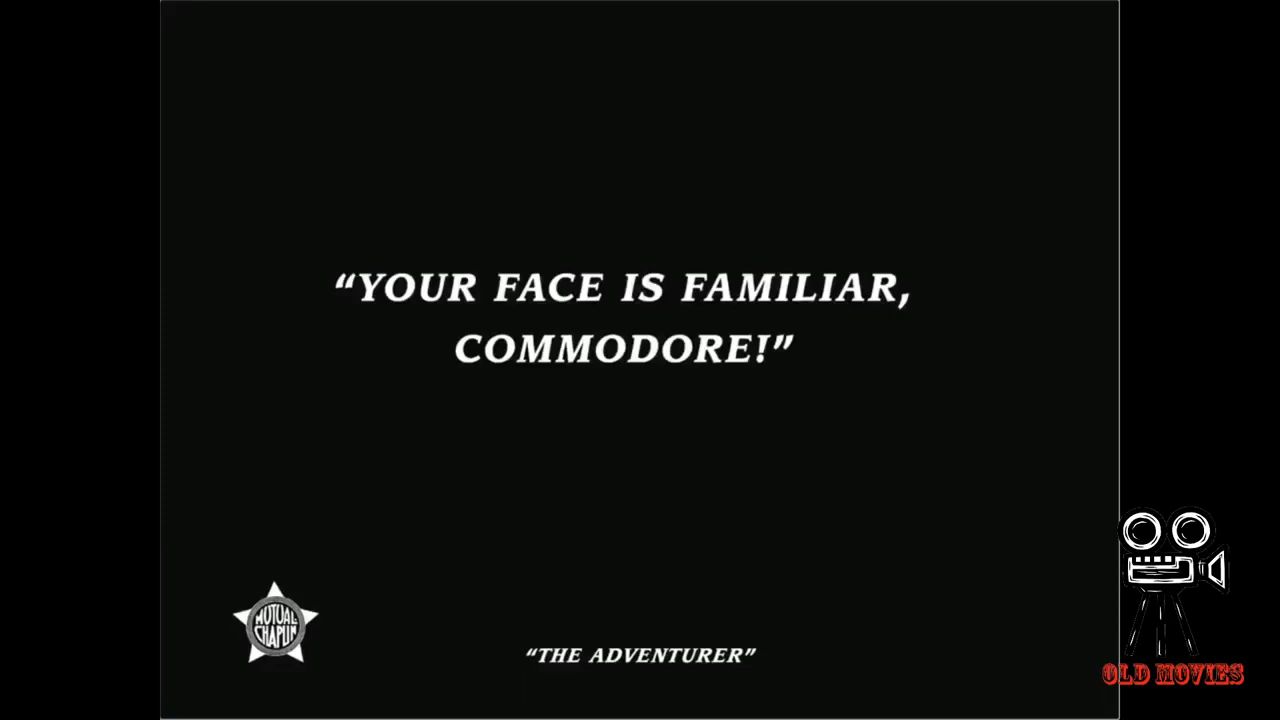 “YOUR FACE IS FAMILIAR,
COMMODORE!”
MUTUAL
CHAPLIN
“THE ADVENTURER”
OLD MOVIES